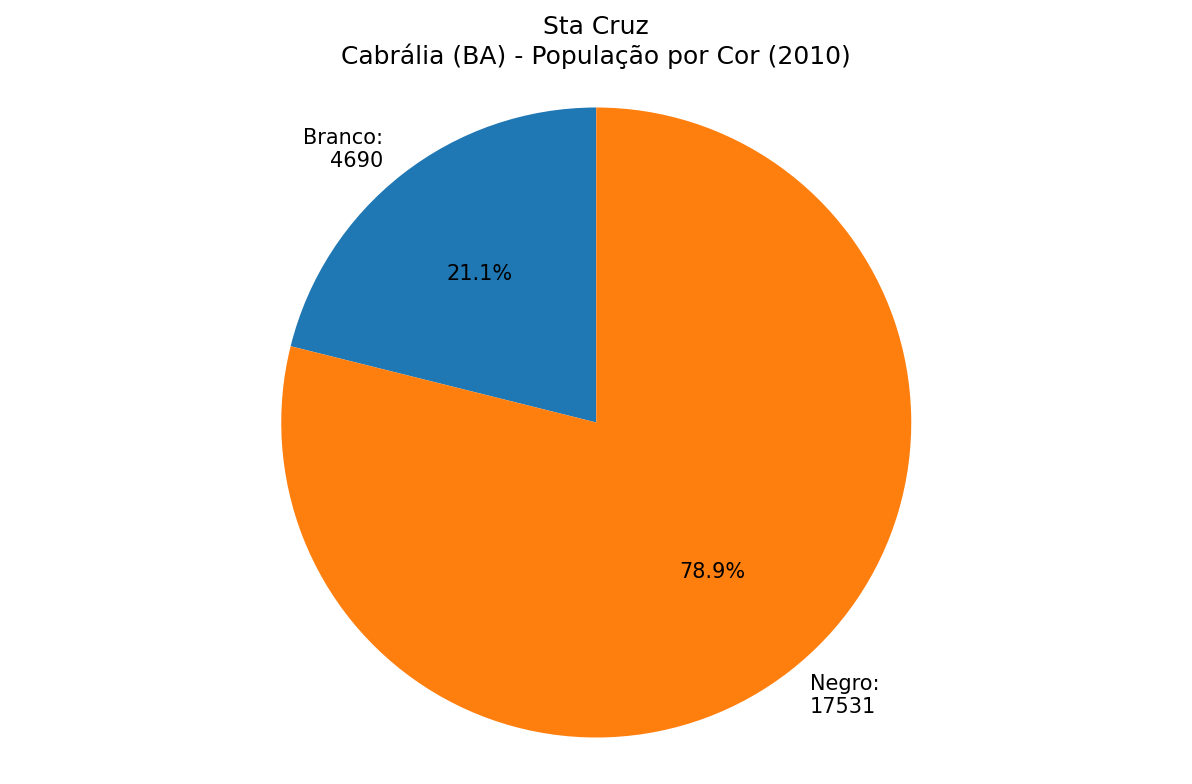 Sta Cruz
Cabrália (BA) - População por Cor (2010)
Branco:
4690
21.1%
78.9%
Negro:
17531